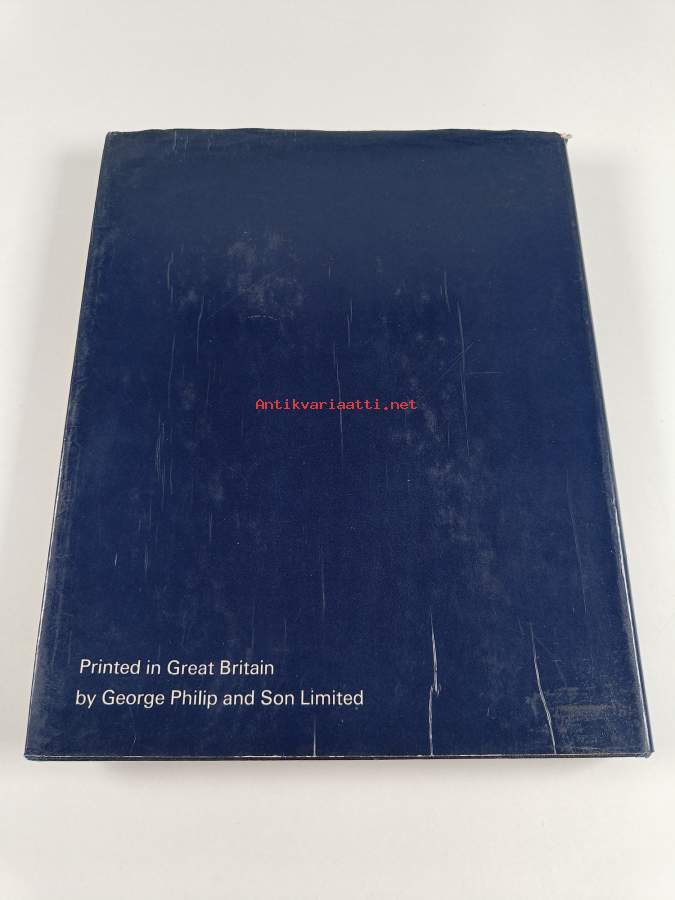 Antikvariaatti.net
Printed in Great Britain
by George Philip and Son Limited